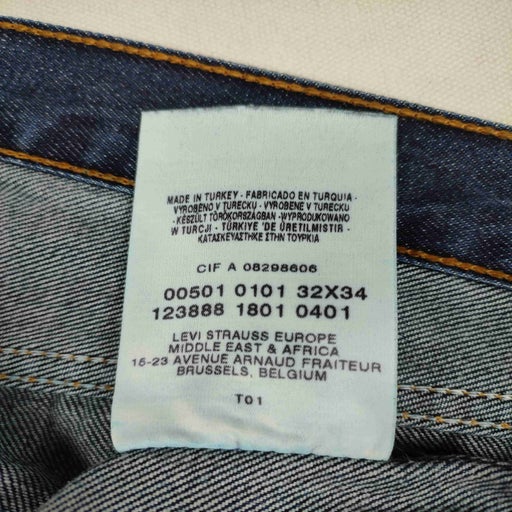 MADE IN TURKEY - FABRICADO EN TURQUIA -
VYROBENO V TURECKU - VYROBENÉ V TURECKU
- KÉSZÜLT TÖRÖKORSZÁGBAN - WYPRODUKOWANO
W TURCJI - TÜRKIYE 'DE ÜRETILMISTIR -
ΚΑΤΑΣΚΕΥΑΣΤΗΚΕ ΣΤΗΝ ΤΟΥΡΚΙΑ
CIF A 08298606
00501 0101 32X34
123888 1801 0401
LEVI STRAUSS EUROPE
MIDDLE EAST & AFRICA
15-23 AVENUE ARNAUD FRAITEUR
BRUSSELS, BELGIUM
T01